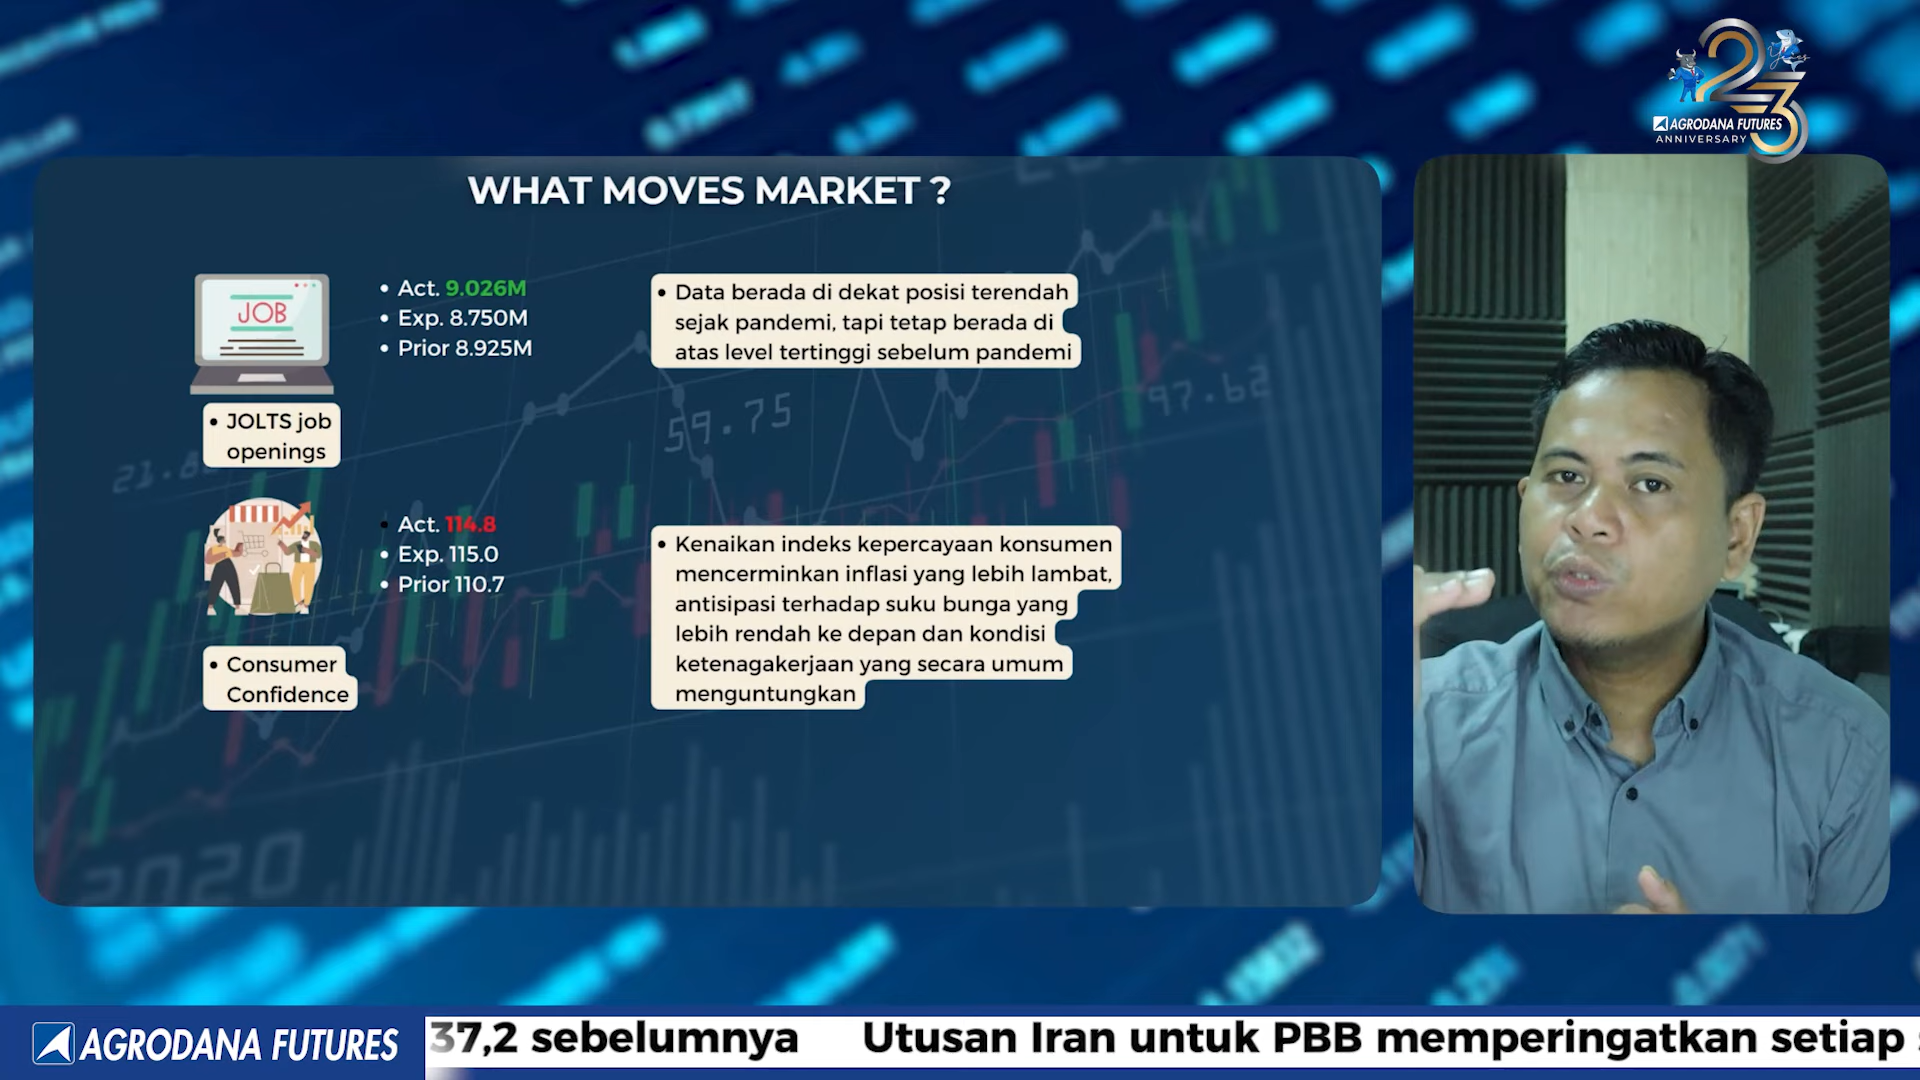 23
Years
AGRODANA FUTURES
ANNIVERSARY
WHAT MOVES MARKET ?
JOB
• Act. 9.026M
• Exp. 8.750M
• Prior 8.925M
• Data berada di dekat posisi terendah
sejak pandemi, tapi tetap berada di
atas level tertinggi sebelum pandemi
• JOLTS job
openings
59.75
97.62
21.8
• Act. 114.8
• Exp. 115.0
• Prior 110.7
• Kenaikan indeks kepercayaan konsumen
mencerminkan inflasi yang lebih lambat,
antisipasi terhadap suku bunga yang
lebih rendah ke depan dan kondisi
ketenagakerjaan yang secara umum
menguntungkan
• Consumer
Confidence
2020
AGRODANA FUTURES
37,2 sebelumnya Utusan Iran untuk PBB memperingatkan setiap